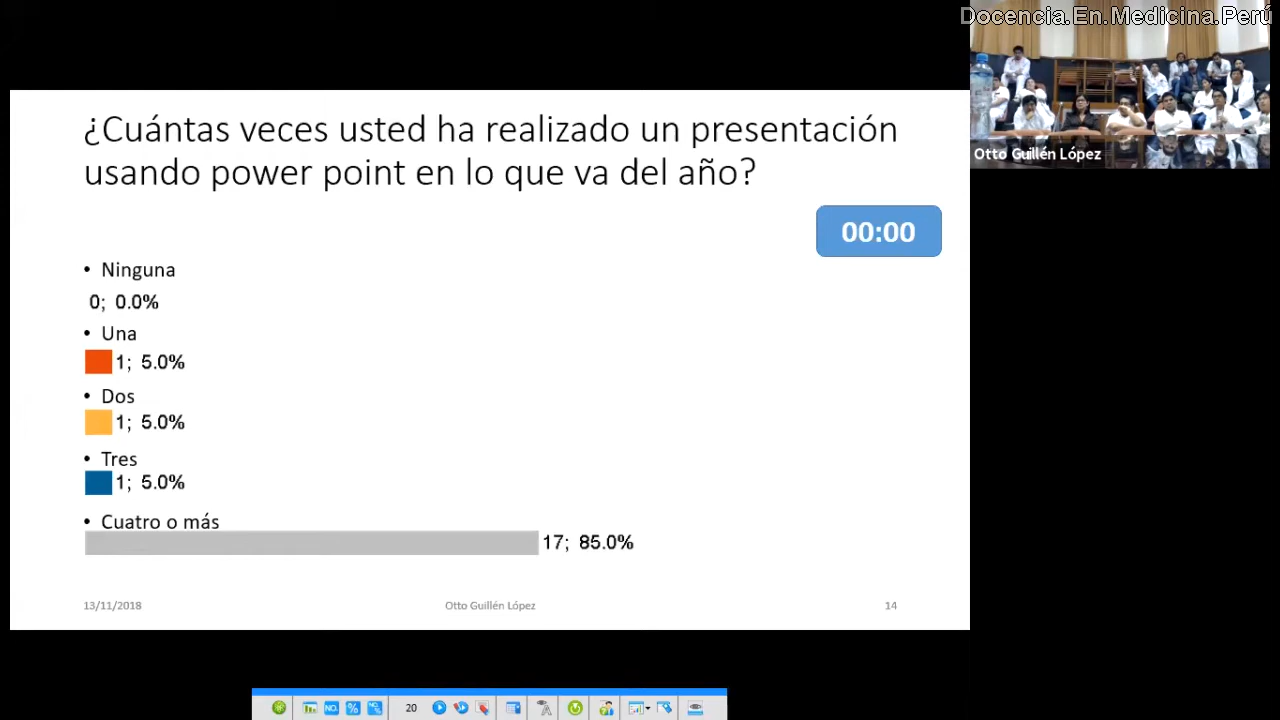 Docencia.En.Medicina.Perú
Otto Guillén López
¿Cuántas veces usted ha realizado un presentación
usando power point en lo que va del año?
00:00
• Ninguna
0; 0.0%
• Una
1; 5.0%
• Dos
1; 5.0%
• Tres
1; 5.0%
• Cuatro o más
17; 85.0%
13/11/2018
Otto Guillén López
14
NO.
%
20